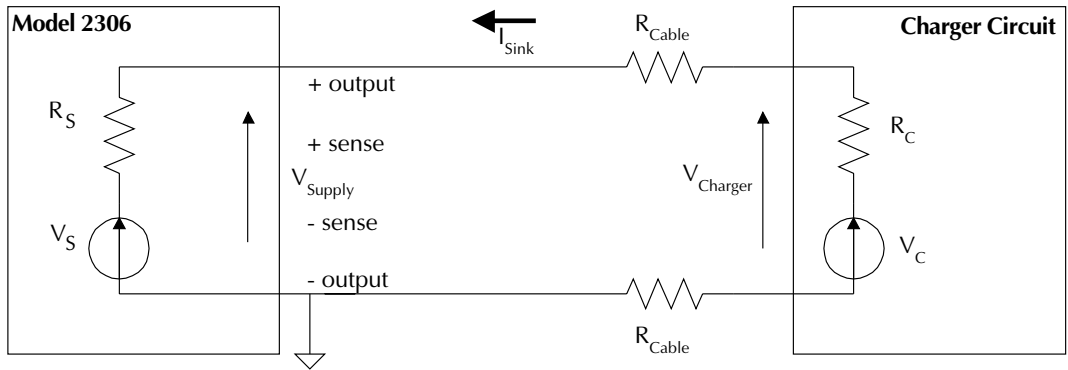 Model 2306
Charger Circuit
I Sink
R Cable
+ output
R S
R C
+ sense
V Supply
V Charger
- sense
V S
V C
- output
R Cable